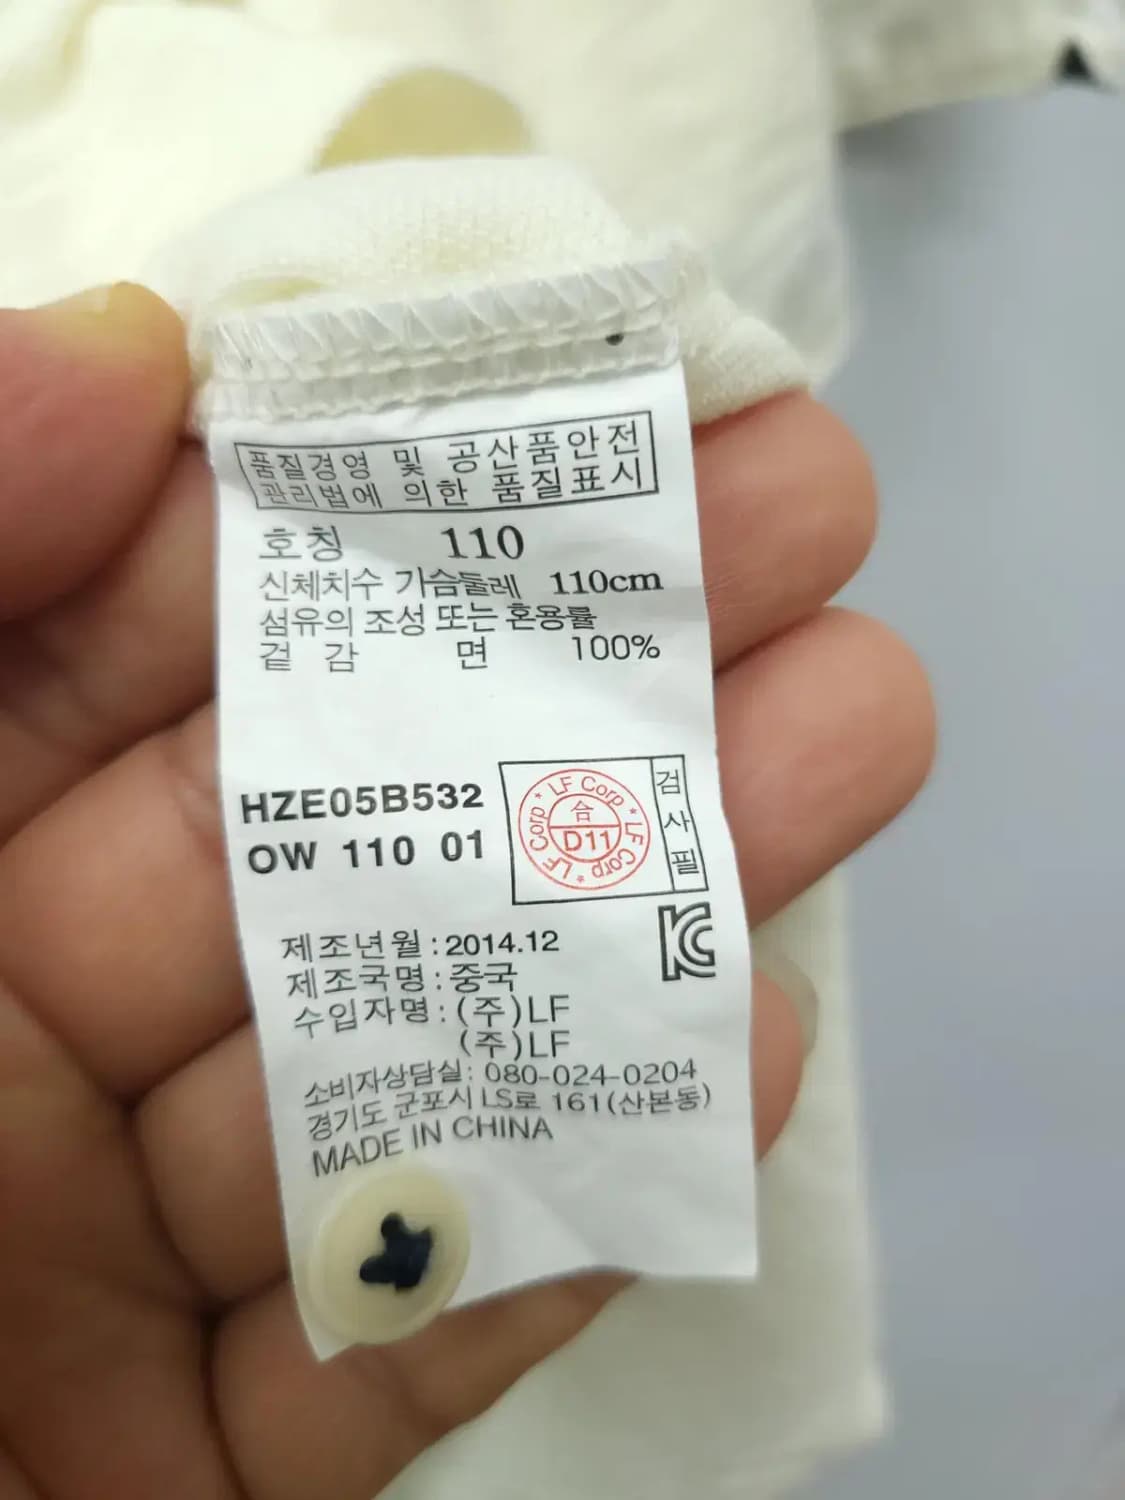 품질경영 및 공산품안전
관리법에 의한 품질표시
호칭 110
신체치수 가슴둘레 110cm
섬유의 조성 또는 혼용률
겉감 면 100%
HZE05B532
OW 110 01
LF Corp * LF Corp * LF Corp *
合
D11
검사필
KC
제조년월:2014.12
제조국명:중국
수입자명:(주)LF
(주)LF
소비자상담실: 080-024-0204
경기도 군포시 LS로 161(산본동)
MADE IN CHINA